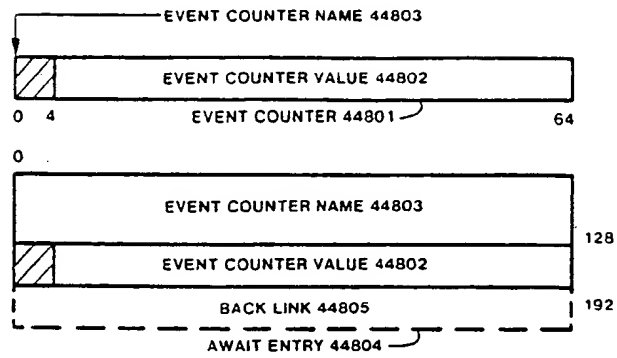 EVENT COUNTER NAME 44803
EVENT COUNTER VALUE 44802
0 4 EVENT COUNTER 44801 64
0
EVENT COUNTER NAME 44803
128
EVENT COUNTER VALUE 44802
BACK LINK 44805 192
AWAIT ENTRY 44804